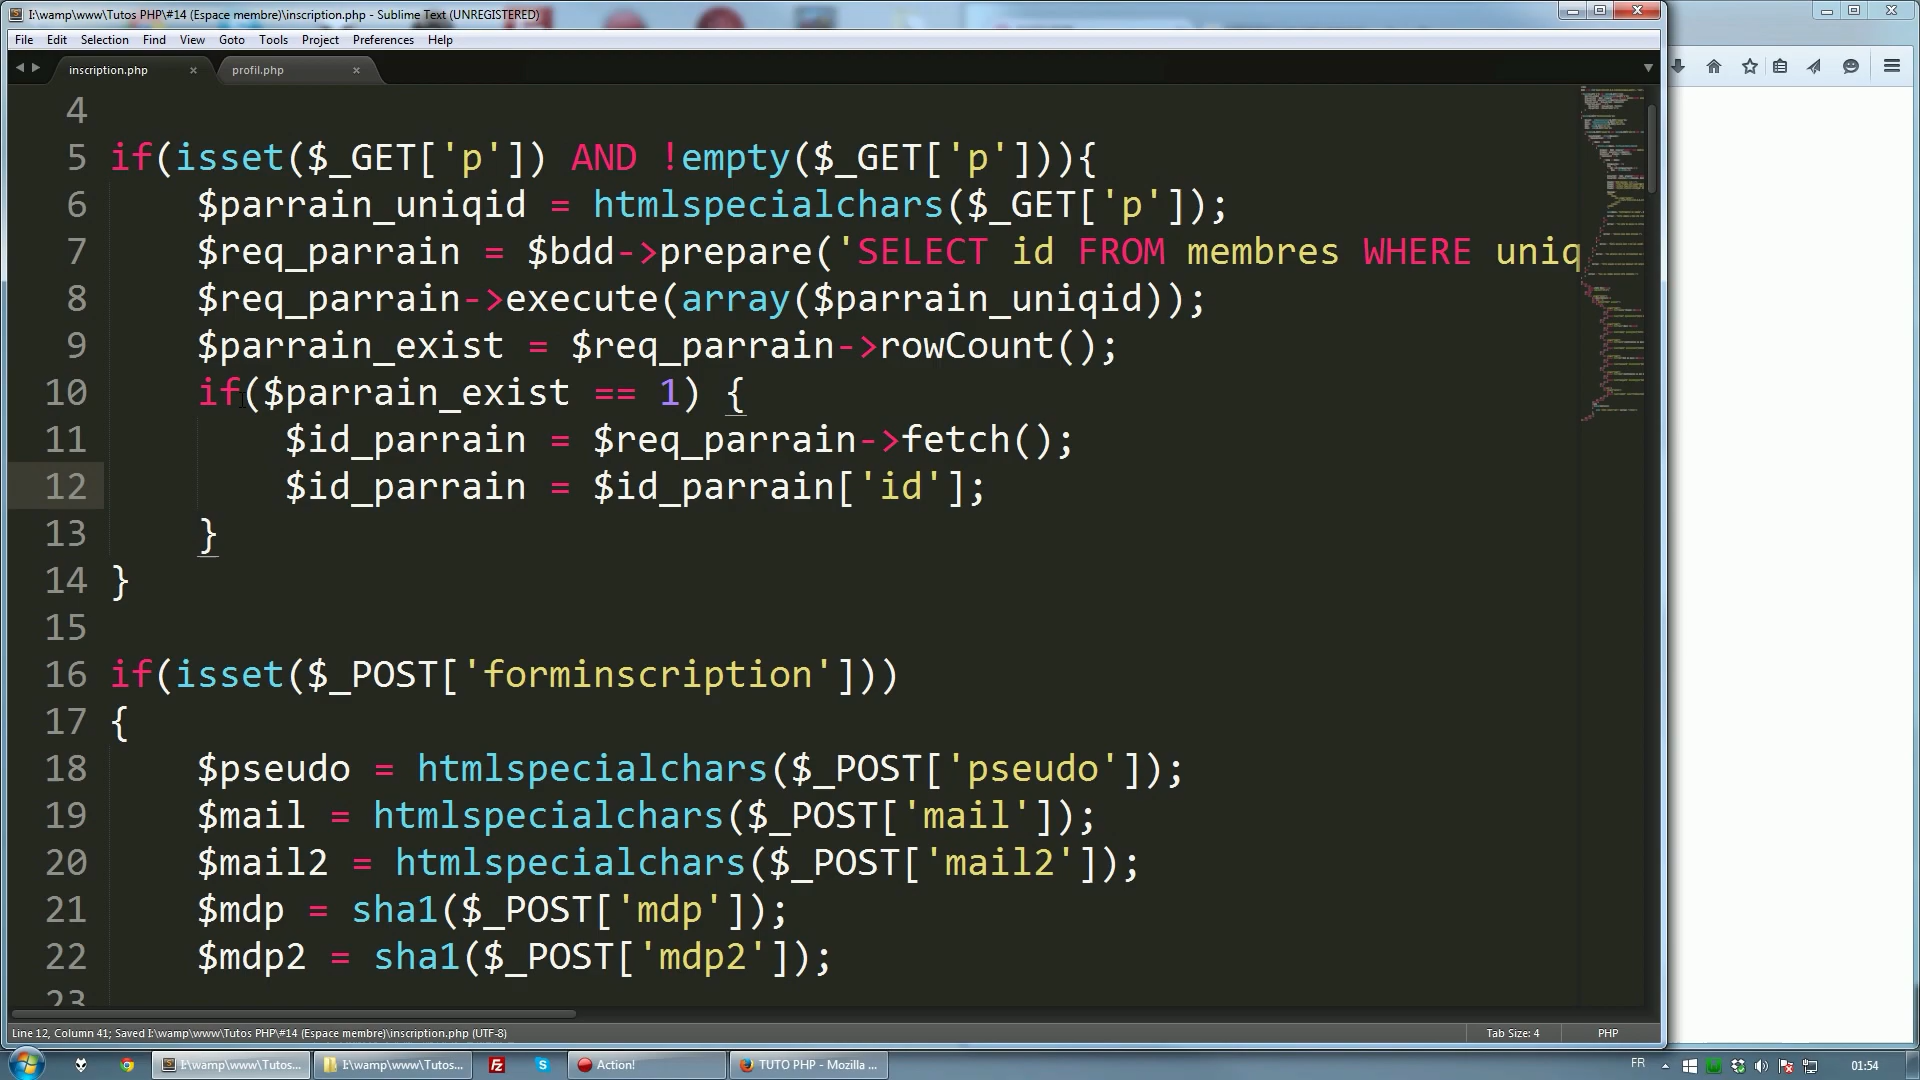 I:\wamp\www\Tutos PHP\#14 (Espace membre)\inscription.php - Sublime Text (UNREGISTERED)
File Edit Selection Find View Goto Tools Project Preferences Help
inscription.php × profil.php ×
4
5 if(isset($_GET['p']) AND !empty($_GET['p'])){
6 $parrain_uniqid = htmlspecialchars($_GET['p']);
7 $req_parrain = $bdd->prepare('SELECT id FROM membres WHERE uniq
8 $req_parrain->execute(array($parrain_uniqid));
9 $parrain_exist = $req_parrain->rowCount();
10 if($parrain_exist == 1) {
11 $id_parrain = $req_parrain->fetch();
12 $id_parrain = $id_parrain['id'];
13 }
14 }
15
16 if(isset($_POST['forminscription']))
17 {
18 $pseudo = htmlspecialchars($_POST['pseudo']);
19 $mail = htmlspecialchars($_POST['mail']);
20 $mail2 = htmlspecialchars($_POST['mail2']);
21 $mdp = sha1($_POST['mdp']);
22 $mdp2 = sha1($_POST['mdp2']);
23
Line 12, Column 41; Saved I:\wamp\www\Tutos PHP\#14 (Espace membre)\inscription.php (UTF-8) Tab Size: 4 PHP
I:\wamp\www\Tutos... I:\wamp\www\Tutos... Action! TUTO PHP - Mozilla ... FR 01:54